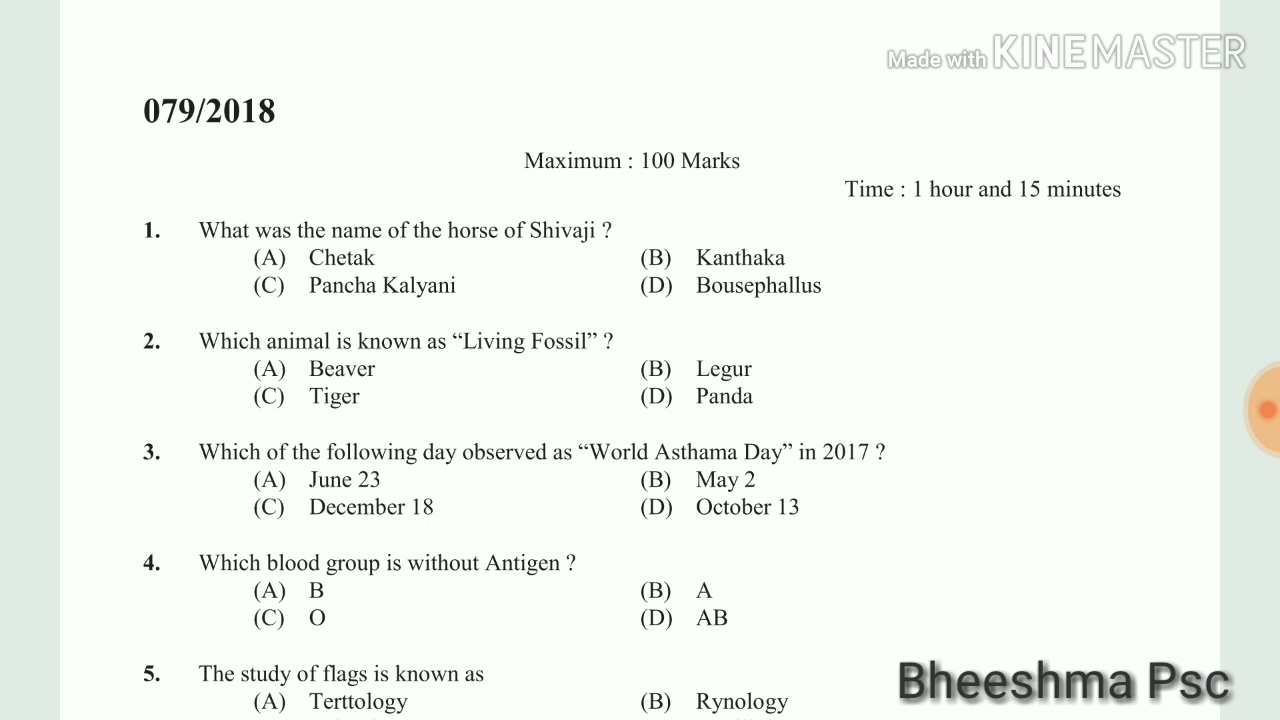 Made with KINEMASTER
079/2018
Maximum : 100 Marks
Time : 1 hour and 15 minutes
1. What was the name of the horse of Shivaji ?
(A) Chetak (B) Kanthaka
(C) Pancha Kalyani (D) Bousephallus
2. Which animal is known as “Living Fossil” ?
(A) Beaver (B) Legur
(C) Tiger (D) Panda
3. Which of the following day observed as “World Asthama Day” in 2017 ?
(A) June 23 (B) May 2
(C) December 18 (D) October 13
4. Which blood group is without Antigen ?
(A) B (B) A
(C) O (D) AB
5. The study of flags is known as
(A) Terttology (B) Rynology
Bheeshma Psc